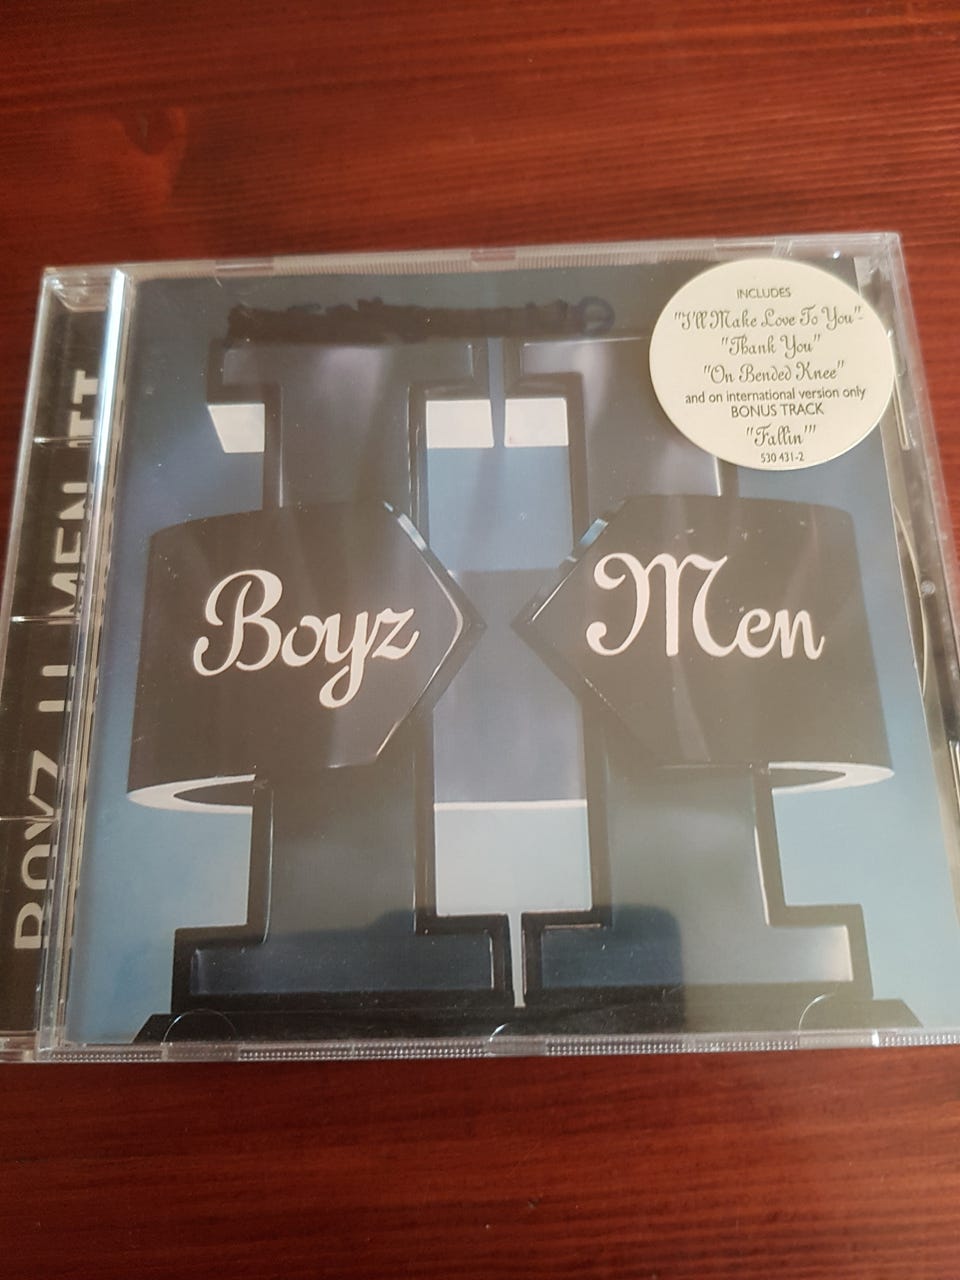 INCLUDES
"I'll Make Love To You"-
"Thank You"
"On Bended Knee"
and on international version only
BONUS TRACK
"Fallin'"
530 431-2
Boyz
II
Men
BOYZ II MEN II